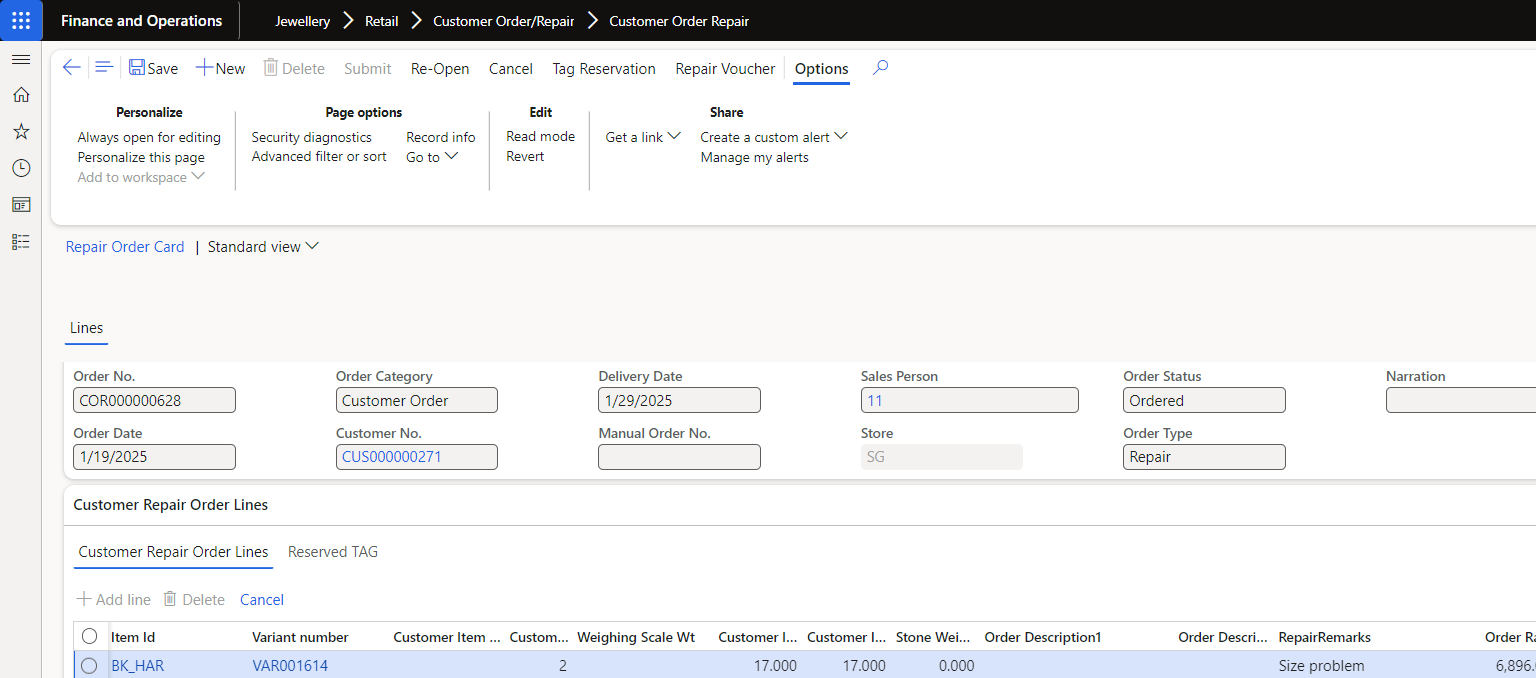 Finance and Operations Jewellery Retail Customer Order/Repair Customer Order Repair
Save New Delete Submit Re-Open Cancel Tag Reservation Repair Voucher Options
Personalize Page options Edit Share
Always open for editing Security diagnostics Record info Read mode Get a link Create a custom alert
Personalize this page Advanced filter or sort Go to Revert Manage my alerts
Add to workspace
Repair Order Card | Standard view
Lines
Order No. Order Category Delivery Date Sales Person Order Status Narration
COR000000628 Customer Order 1/29/2025 11 Ordered
Order Date Customer No. Manual Order No. Store Order Type
1/19/2025 CUS000000271 SG Repair
Customer Repair Order Lines
Customer Repair Order Lines Reserved TAG
Add line Delete Cancel
Item Id Variant number Customer Item ... Custom... Weighing Scale Wt Customer I... Customer I... Stone Wei... Order Description1 Order Descri... RepairRemarks Order Ra
BK_HAR VAR001614 2 17.000 17.000 0.000 Size problem 6,896.